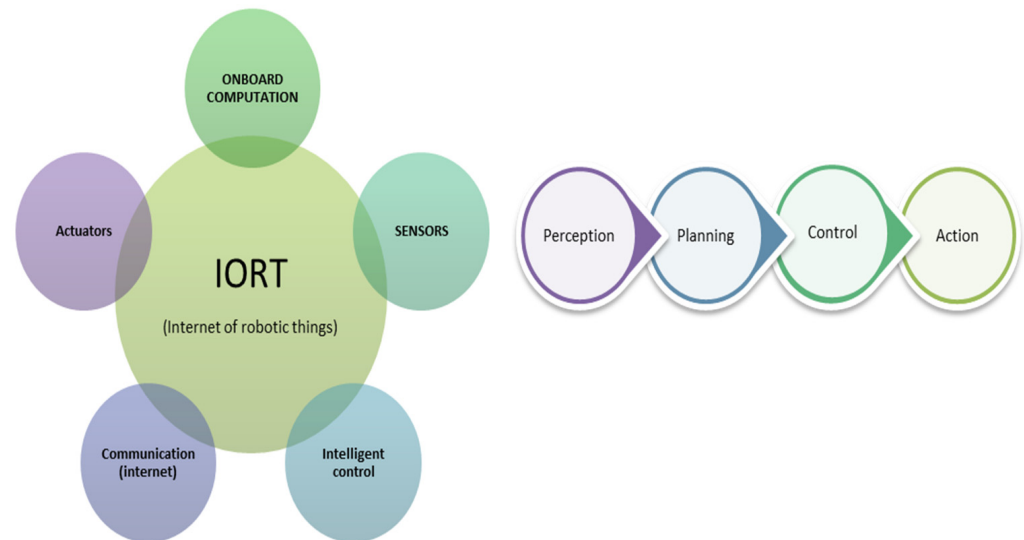 ONBOARD
COMPUTATION
Actuators
SENSORS
IORT
(Internet of robotic things)
Communication
(internet)
Intelligent
control
Perception
Planning
Control
Action